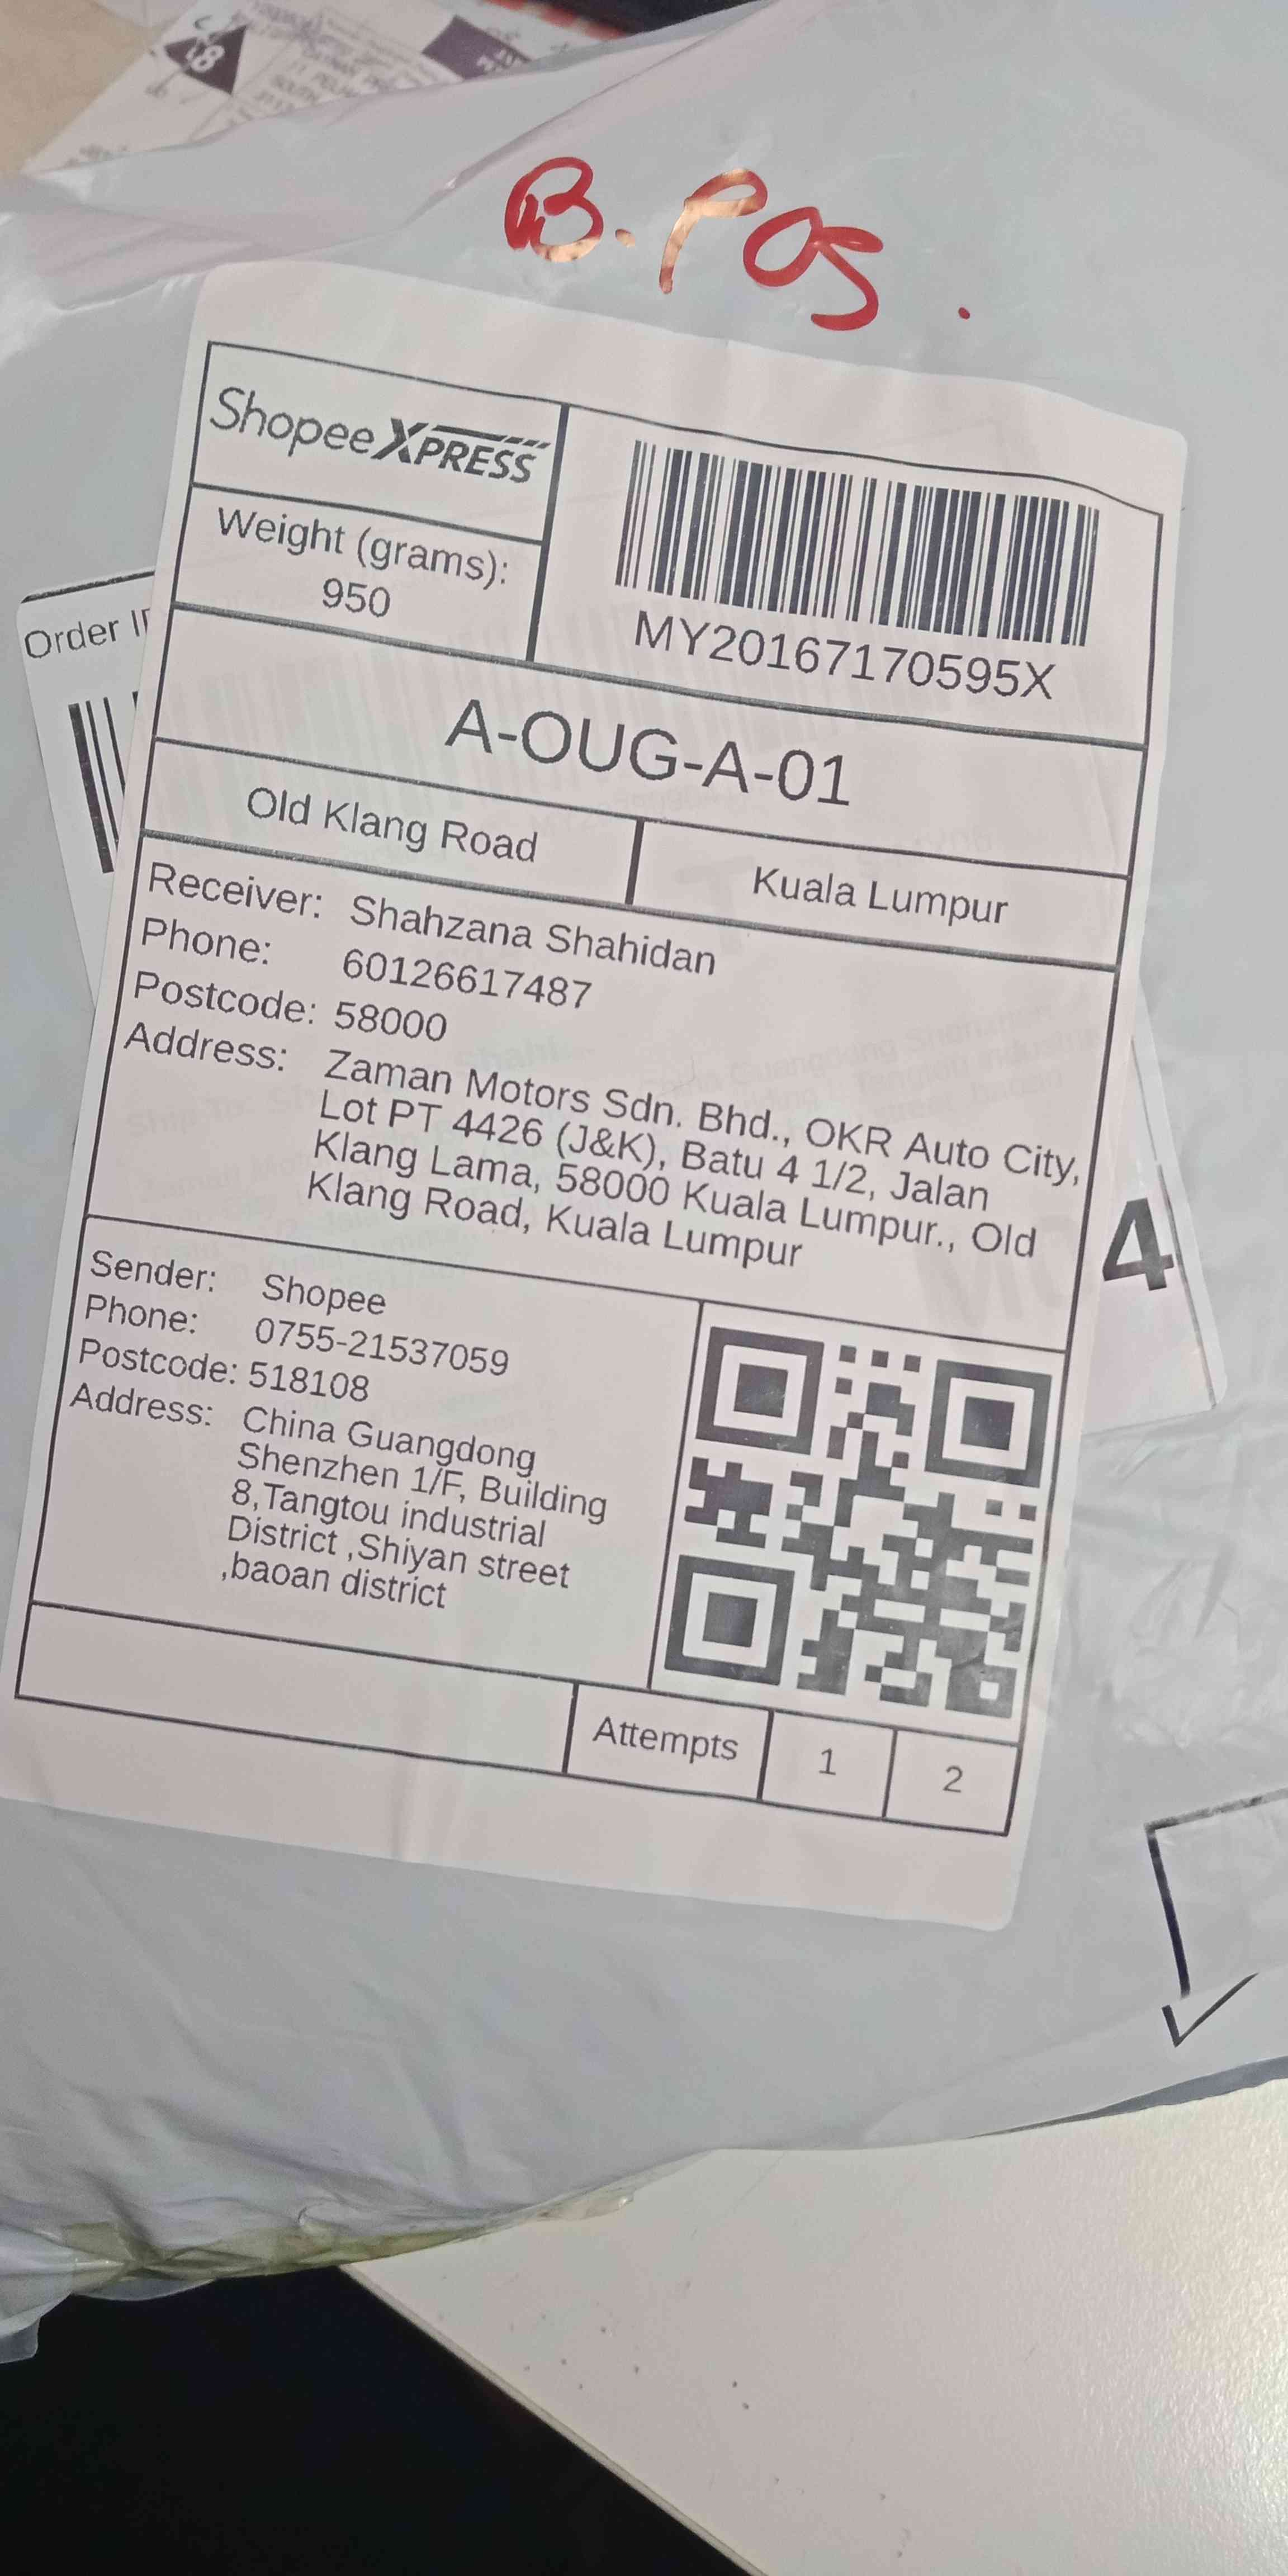 B. POS.
Shopee XPRESS
Weight (grams):
950
MY20167170595X
A-OUG-A-01
Old Klang Road
Kuala Lumpur
Receiver: Shahzana Shahidan
Phone: 60126617487
Postcode: 58000
Address: Zaman Motors Sdn. Bhd., OKR Auto City,
Lot PT 4426 (J&K), Batu 4 1/2, Jalan
Klang Lama, 58000 Kuala Lumpur., Old
Klang Road, Kuala Lumpur
Sender: Shopee
Phone: 0755-21537059
Postcode: 518108
Address: China Guangdong
Shenzhen 1/F, Building
8,Tangtou industrial
District ,Shiyan street
,baoan district
Attempts
1
2
Order
4